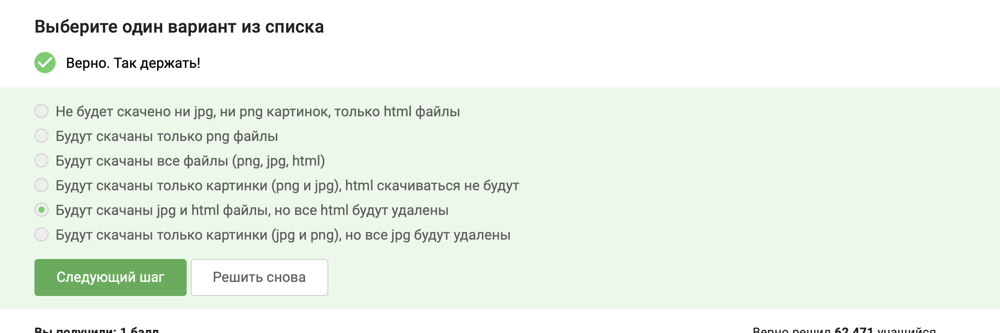 Выберите один вариант из списка
Верно. Так держать!
Не будет скачено ни jpg, ни png картинок, только html файлы
Будут скачаны только png файлы
Будут скачаны все файлы (png, jpg, html)
Будут скачаны только картинки (png и jpg), html скачиваться не будут
Будут скачаны jpg и html файлы, но все html будут удалены
Будут скачаны только картинки (jpg и png), но все jpg будут удалены
Следующий шаг Решить снова
Вы получили: 1 балл Верно решил 62 471 учащийся